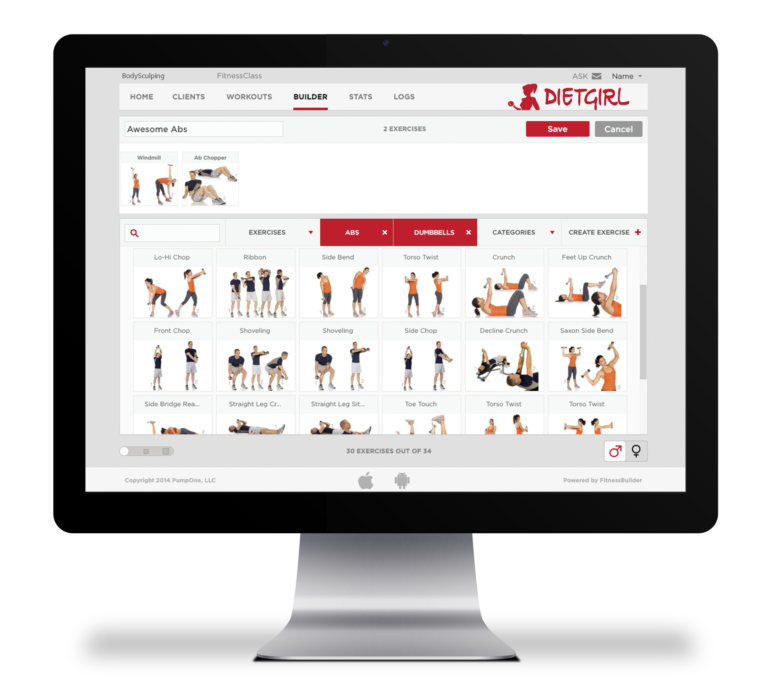 BodySculping FitnessClass ASK Name
HOME CLIENTS WORKOUTS BUILDER STATS LOGS DIETGIRL
Awesome Abs 2 EXERCISES Save Cancel
Windmill Ab Chopper
EXERCISES ABS × DUMBBELLS × CATEGORIES CREATE EXERCISE +
Lo-Hi Chop Ribbon Side Bend Torso Twist Crunch Feet Up Crunch
Front Chop Shoveling Shoveling Side Chop Decline Crunch Saxon Side Bend
Side Bridge Rea... Straight Leg Cr... Straight Leg Sit... Toe Touch Torso Twist Torso Twist
30 EXERCISES OUT OF 34
Copyright 2014 PumpOne, LLC Powered by FitnessBuilder